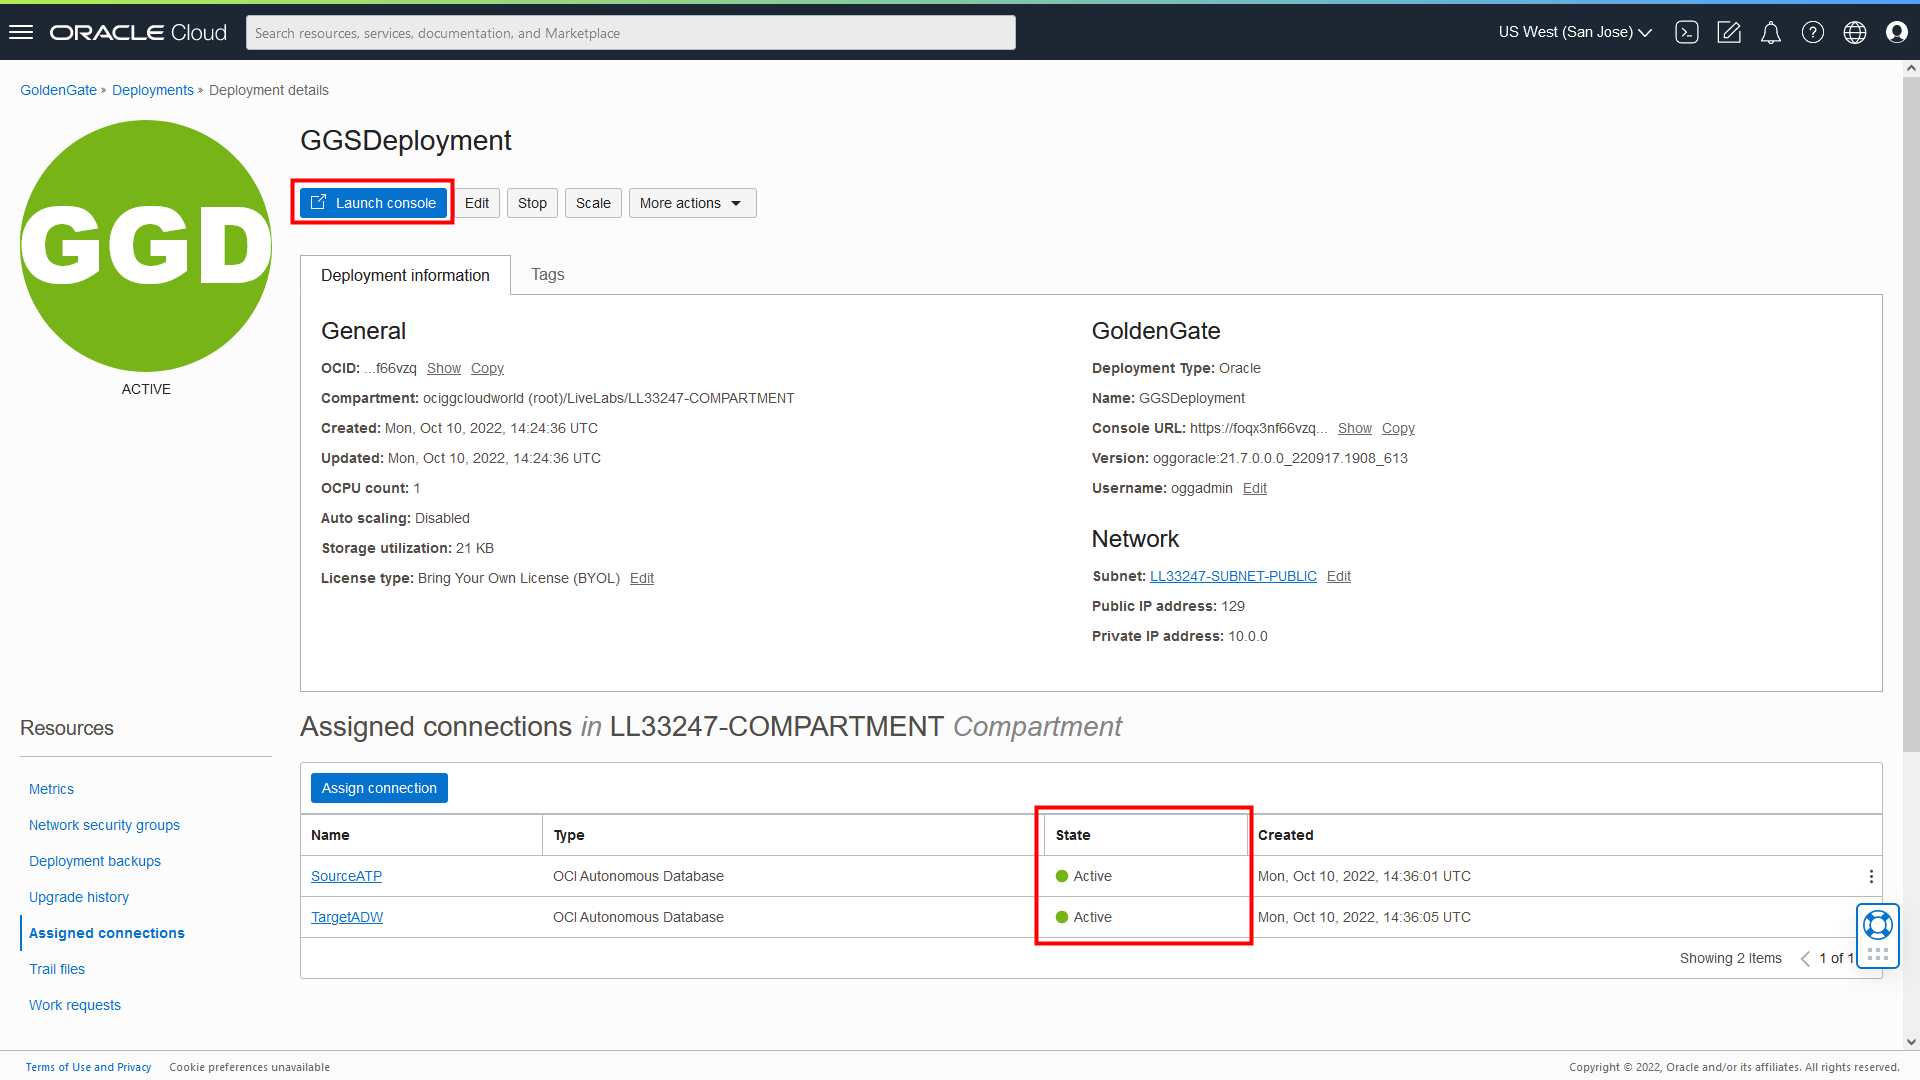 ORACLE Cloud
Search resources, services, documentation, and Marketplace
US West (San Jose)
GoldenGate » Deployments » Deployment details
GGD
ACTIVE
GGSDeployment
Launch console Edit Stop Scale More actions
Deployment information Tags
General
OCID: ...f66vzq Show Copy
Compartment: ociggcloudworld (root)/LiveLabs/LL33247-COMPARTMENT
Created: Mon, Oct 10, 2022, 14:24:36 UTC
Updated: Mon, Oct 10, 2022, 14:24:36 UTC
OCPU count: 1
Auto scaling: Disabled
Storage utilization: 21 KB
License type: Bring Your Own License (BYOL) Edit
GoldenGate
Deployment Type: Oracle
Name: GGSDeployment
Console URL: https://foqx3nf66vzq... Show Copy
Version: oggoracle:21.7.0.0.0_220917.1908_613
Username: oggadmin Edit
Network
Subnet: LL33247-SUBNET-PUBLIC Edit
Public IP address: 129
Private IP address: 10.0.0
Resources
Metrics
Network security groups
Deployment backups
Upgrade history
Assigned connections
Trail files
Work requests
Assigned connections in LL33247-COMPARTMENT Compartment
Assign connection
Name Type State Created
SourceATP OCI Autonomous Database Active Mon, Oct 10, 2022, 14:36:01 UTC
TargetADW OCI Autonomous Database Active Mon, Oct 10, 2022, 14:36:05 UTC
Showing 2 Items 1 of 1
Terms of Use and Privacy Cookie preferences unavailable
Copyright © 2022, Oracle and/or its affiliates. All rights reserved.